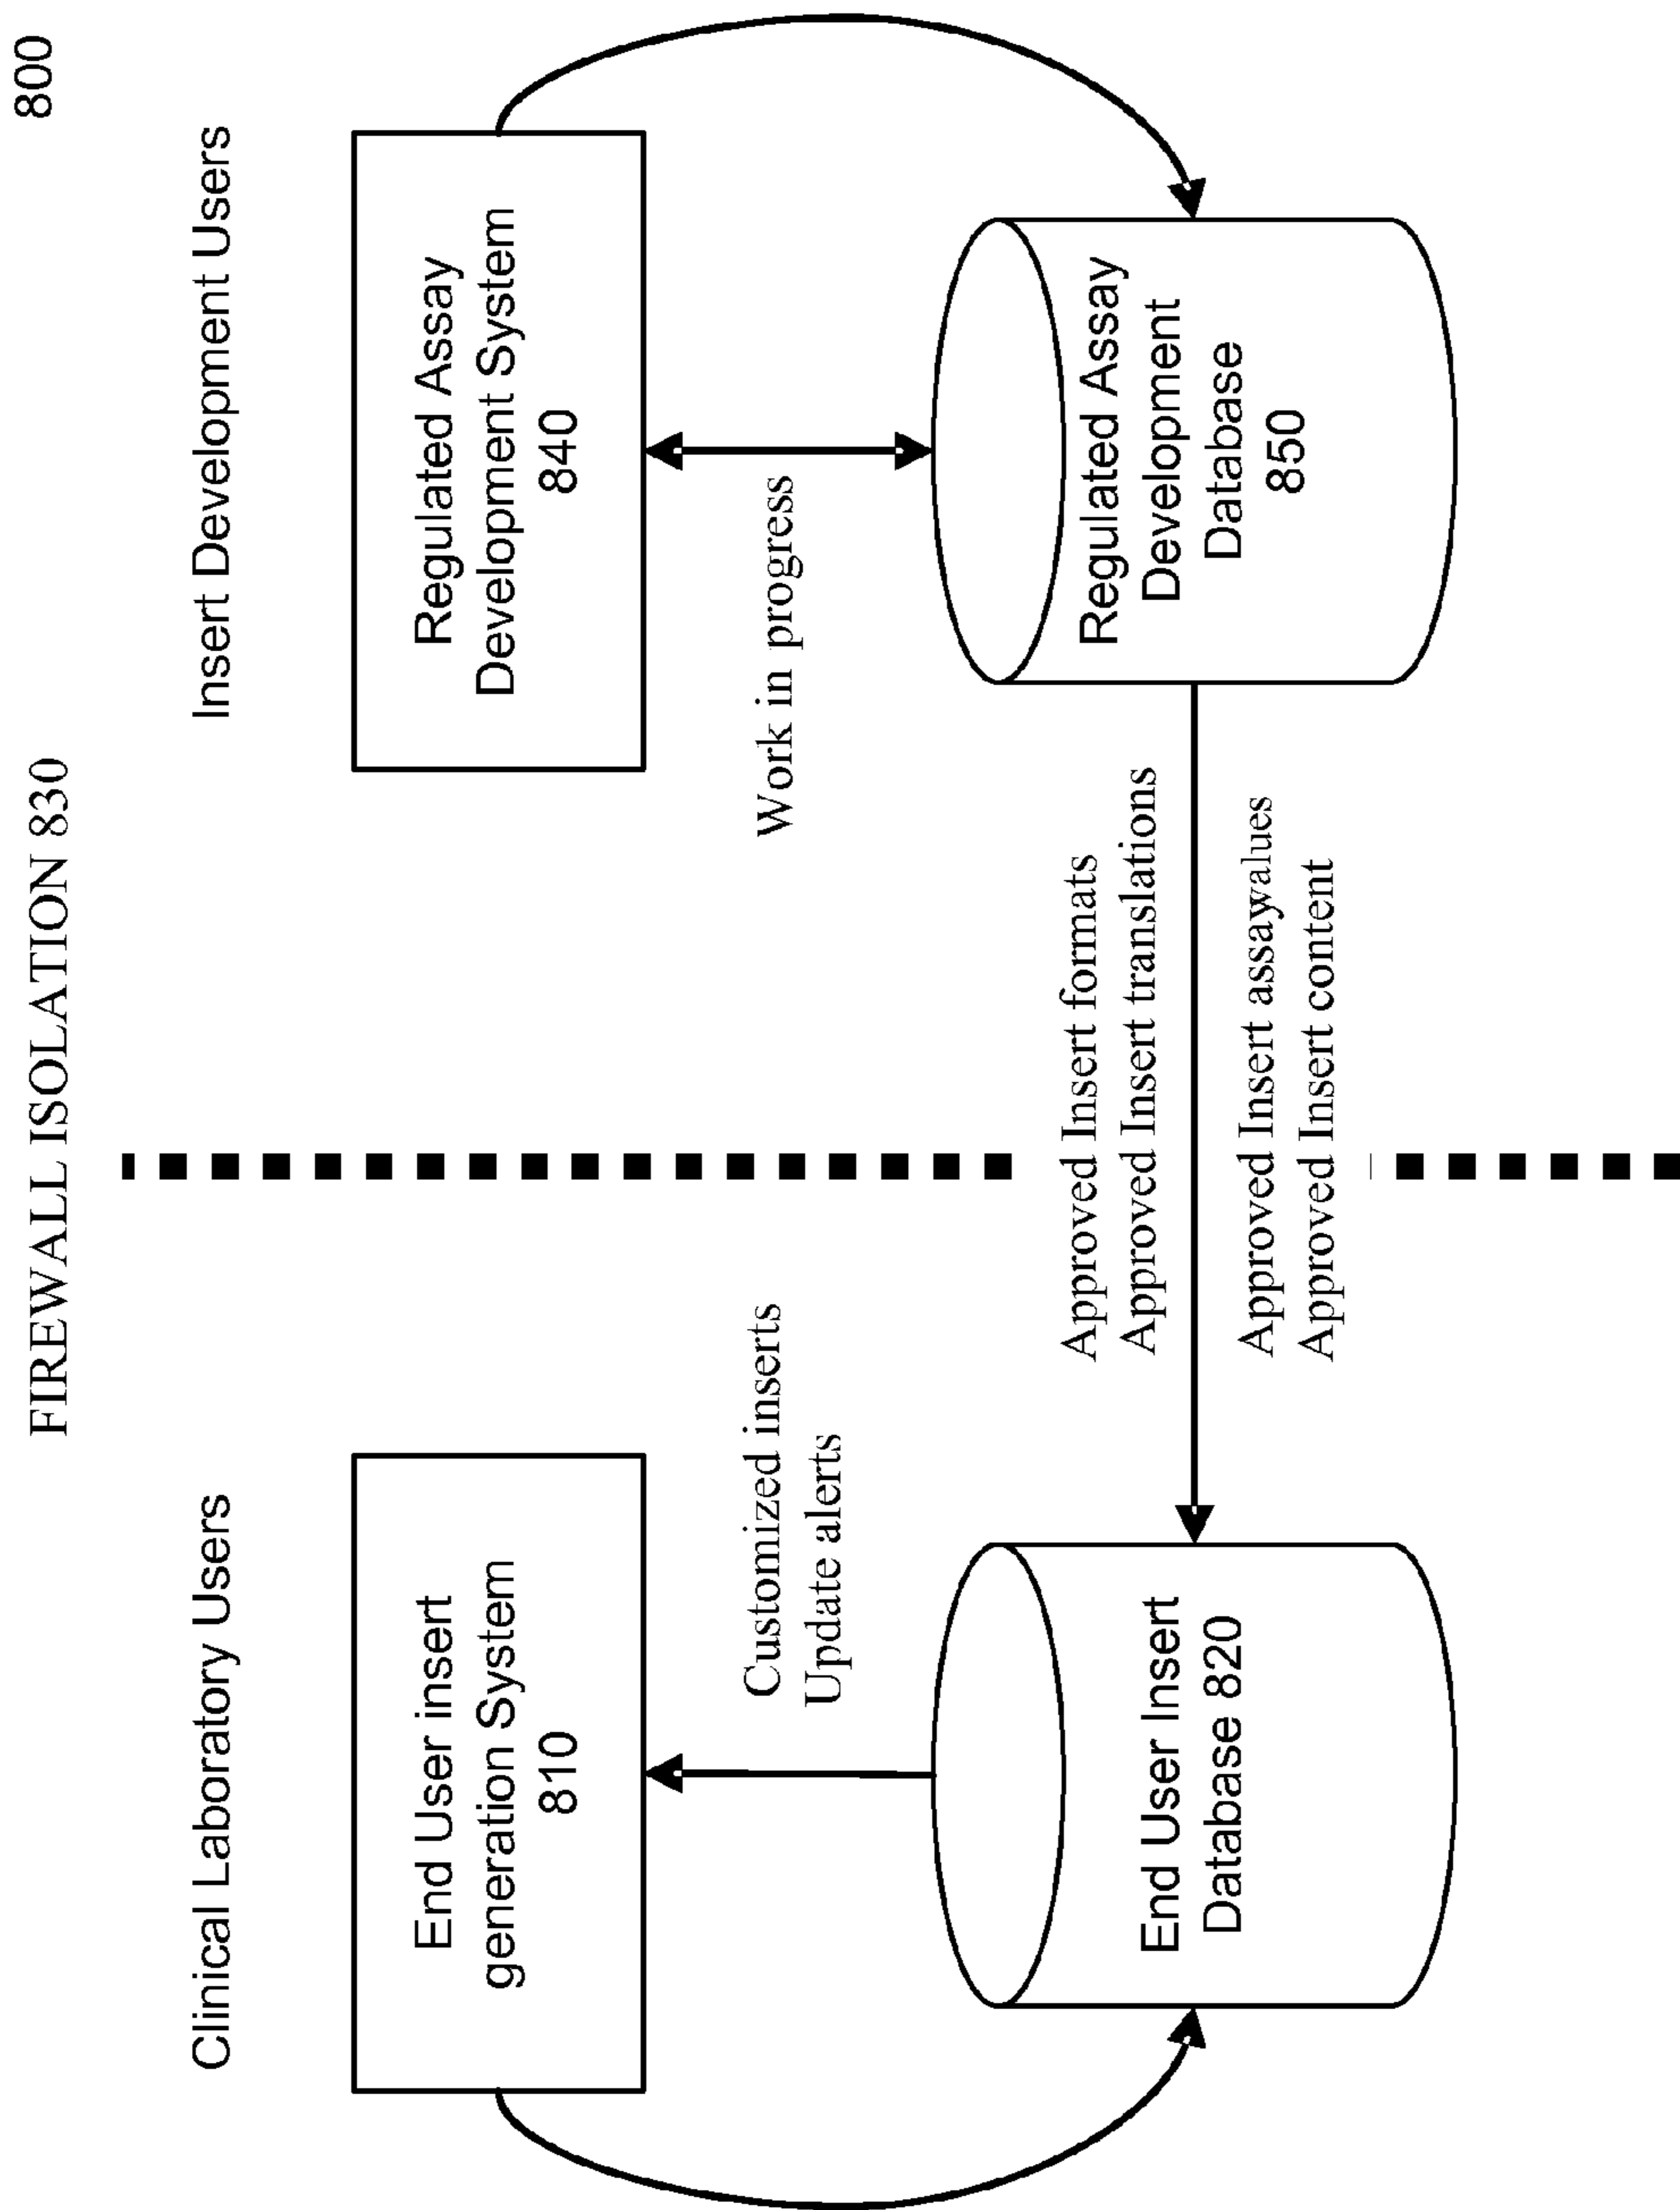 800
FIREWALL ISOLATION 830
Clinical Laboratory Users
Insert Development Users
End User insert
generation System
810
Regulated Assay
Development System
840
Customized inserts
Update alerts
Work in progress
Approved Insert formats
Approved Insert translations
Approved Insert assayvalues
Approved Insert content
End User Insert
Database 820
Regulated Assay
Development
Database
850